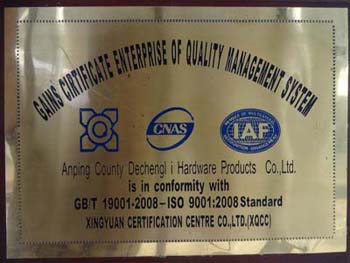 GAINS CERTIFICATE ENTERPRISE OF QUALITY MANAGEMENT SYSTEM
CNAS
IAF
Anping County Dechengl i Hardware Products Co.,Ltd.
is in conformity with
GB/T 19001-2008-ISO 9001:2008 Standard
XINGYUAN CERTIFICATION CENTRE CO.,LTD.(XQCC)